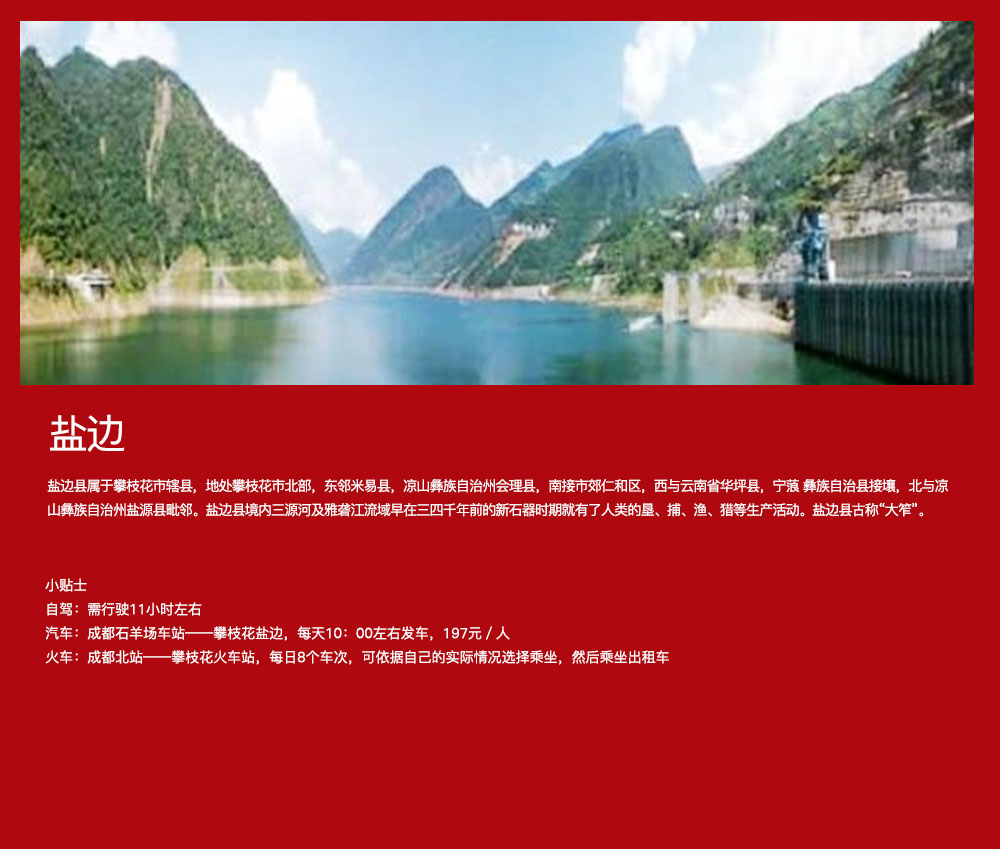 盐边
盐边县属于攀枝花市辖县，地处攀枝花市北部，东邻米易县，凉山彝族自治州会理县，南接市郊仁和区，西与云南省华坪县，宁蒗 彝族自治县接壤，北与凉
山彝族自治州盐源县毗邻。盐边县境内三源河及雅砻江流域早在三四千年前的新石器时期就有了人类的垦、捕、渔、猎等生产活动。盐边县古称“大笮”。
小贴士
自驾：需行驶11小时左右
汽车：成都石羊场车站——攀枝花盐边，每天10：00左右发车，197元 / 人
火车：成都北站——攀枝花火车站，每日8个车次，可依据自己的实际情况选择乘坐，然后乘坐出租车